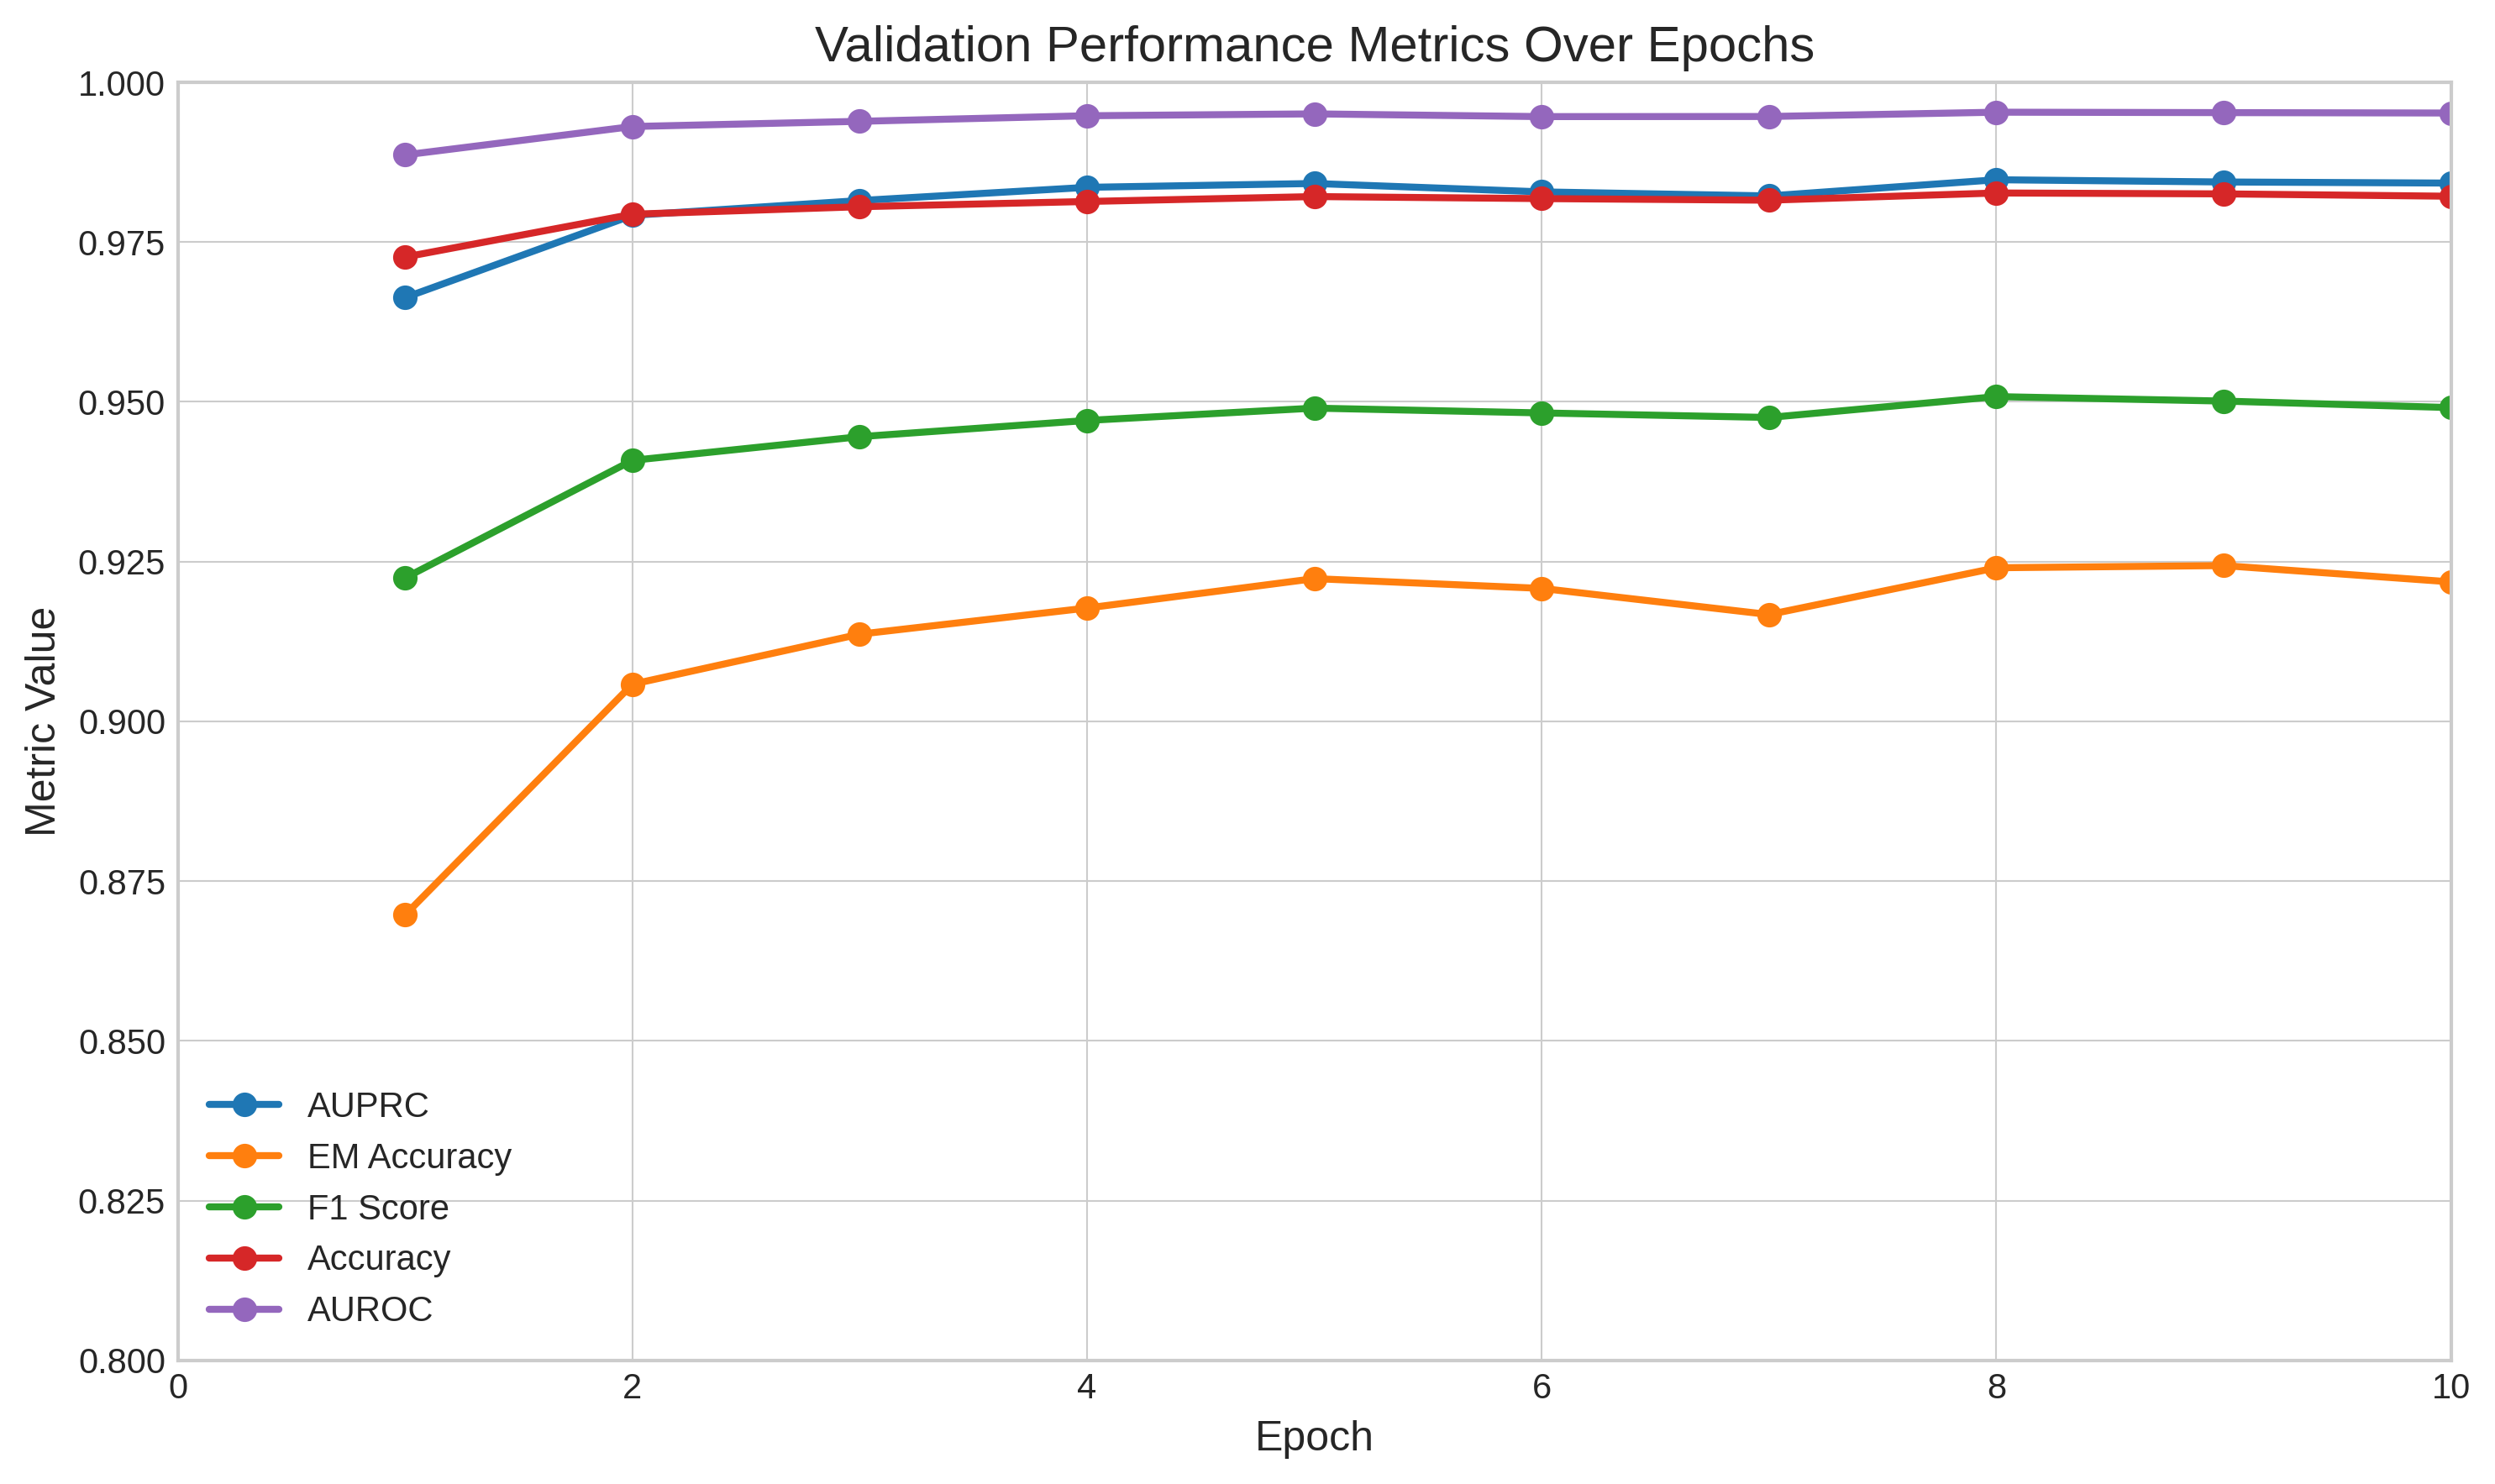 Validation Performance Metrics Over Epochs
1.000
0.975
0.950
0.925
0.900
0.875
0.850
0.825
0.800
Metric Value
AUPRC
EM Accuracy
F1 Score
Accuracy
AUROC
0 2 4 6 8 10
Epoch